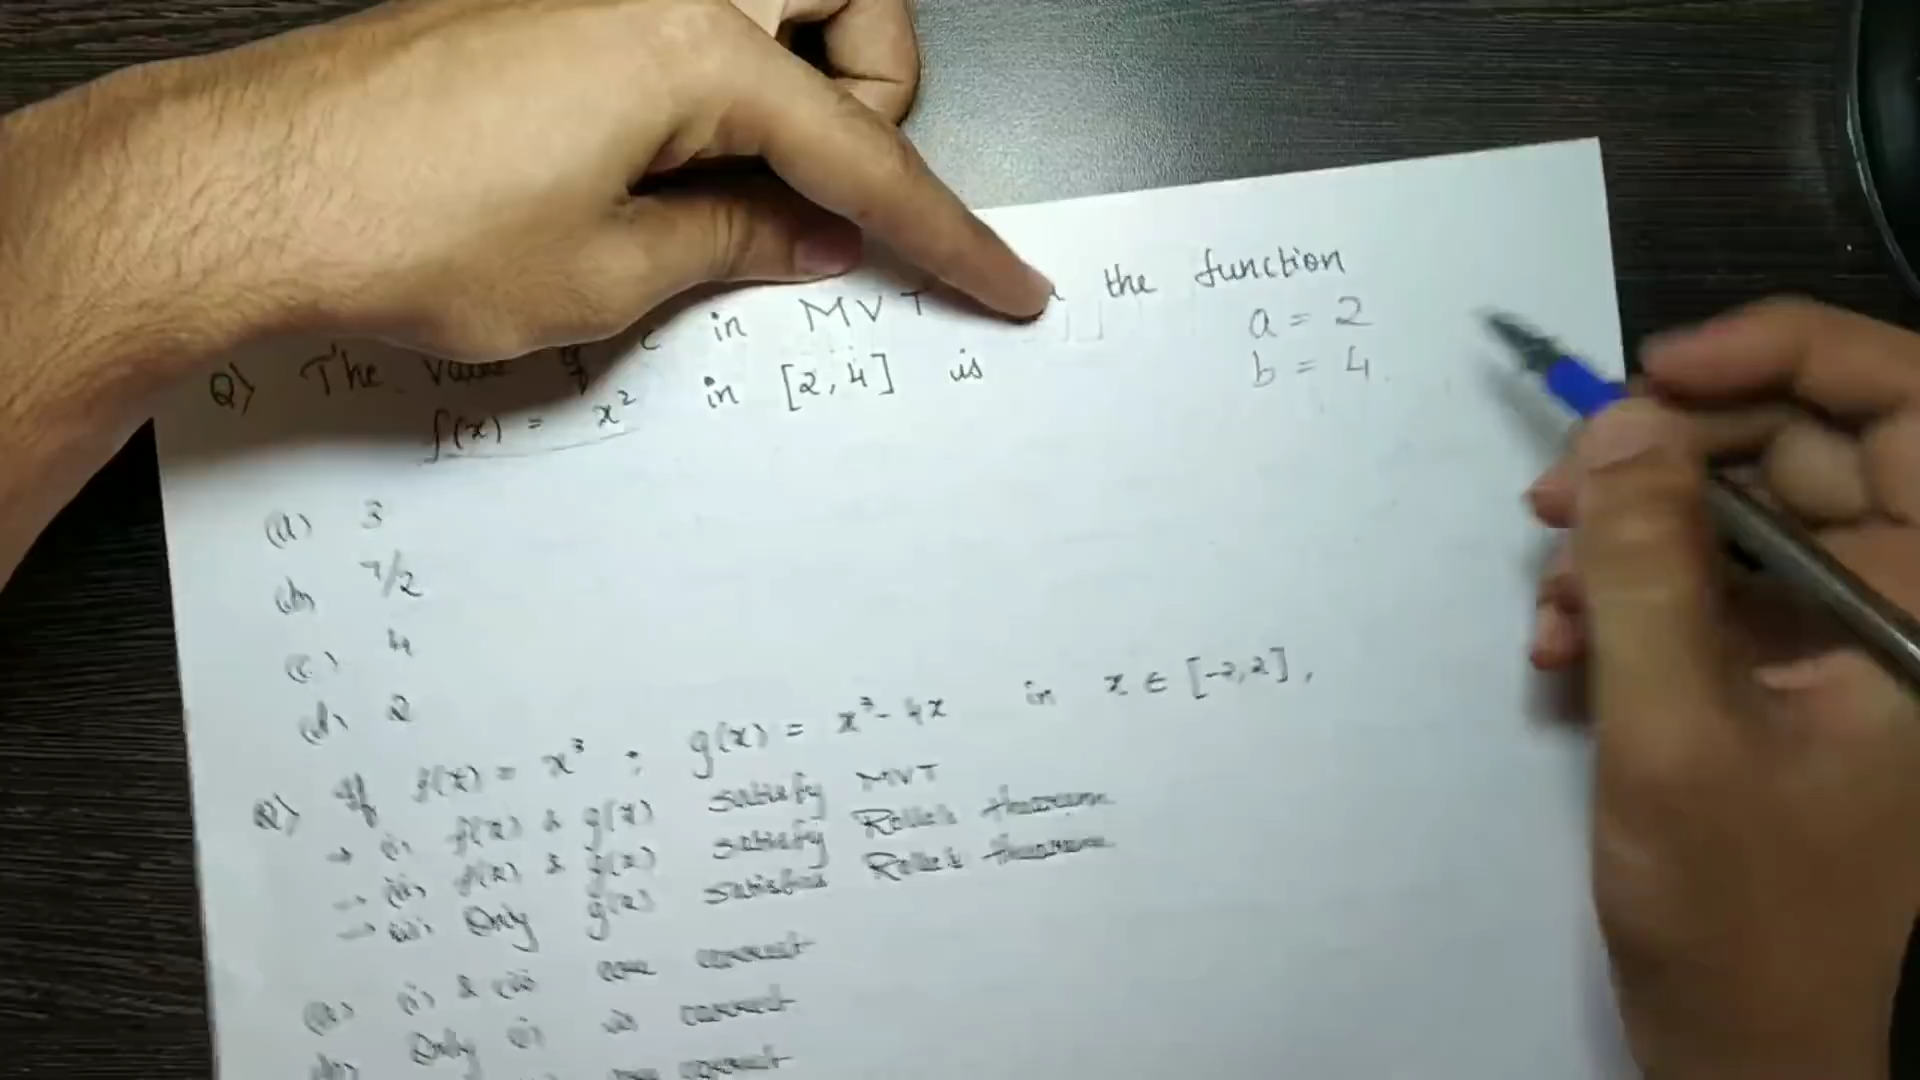 Q) The value of c in MVT the function
f(x) = x² in [2,4] is
a = 2
b = 4
(a) 3
(b) 7/2
(c) 4
(d) 2
Q) If f(x) = x³ ; g(x) = x³- 4x in x ∈ [-2,2],
→ (i) f(x) & g(x) satisfy MVT
→ (ii) f(x) & g(x) satisfy Rolle's theorem
→ (iii) Only g(x) satisfies Rolle's theorem
(a) (i) & are correct
(b) Only (i) is correct
are correct